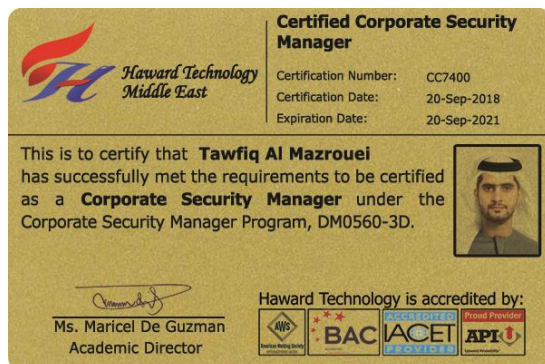 Haward Technology
Middle East
Certified Corporate Security
Manager
Certification Number: CC7400
Certification Date: 20-Sep-2018
Expiration Date: 20-Sep-2021
This is to certify that Tawfiq Al Mazrouei
has successfully met the requirements to be certified
as a Corporate Security Manager under the
Corporate Security Manager Program, DM0560-3D.
Ms. Maricel De Guzman
Academic Director
Haward Technology is accredited by:
AWS
American Welding Society
BAC
ACCREDITED
IACET
PROVIDER
Proud Provider
API